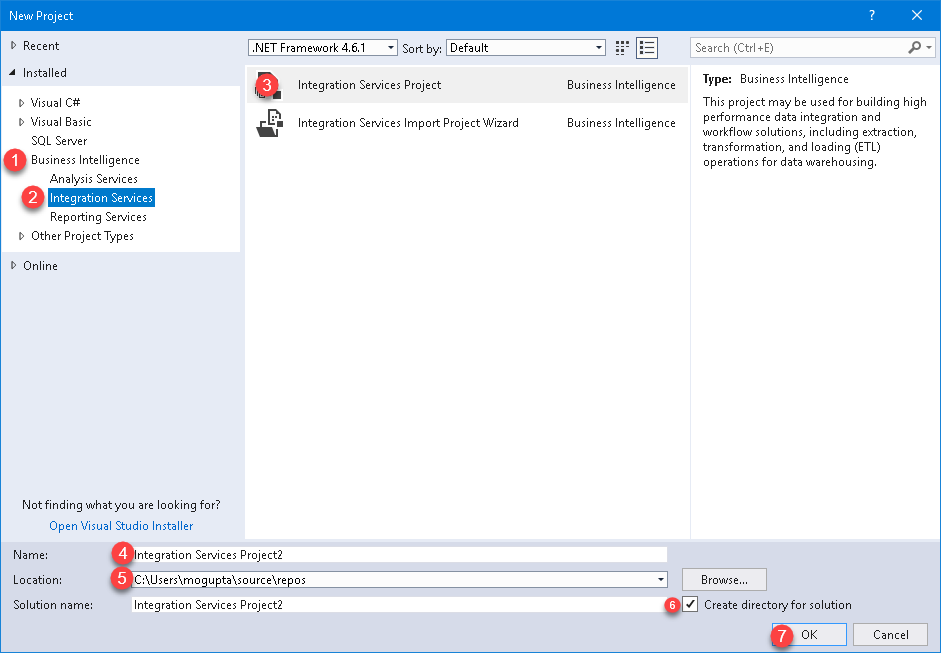 New Project
?
Recent
.NET Framework 4.6.1
Sort by: Default
Search (Ctrl+E)
Installed
Visual C#
Visual Basic
SQL Server
1 Business Intelligence
Analysis Services
2 Integration Services
Reporting Services
Other Project Types
Online
Not finding what you are looking for?
Open Visual Studio Installer
3 Integration Services Project Business Intelligence
Integration Services Import Project Wizard Business Intelligence
Type: Business Intelligence
This project may be used for building high
performance data integration and
workflow solutions, including extraction,
transformation, and loading (ETL)
operations for data warehousing.
Name: 4 Integration Services Project2
Location: 5 C:\Users\mogupta\source\repos
Browse...
Solution name: Integration Services Project2
6 Create directory for solution
7 OK
Cancel